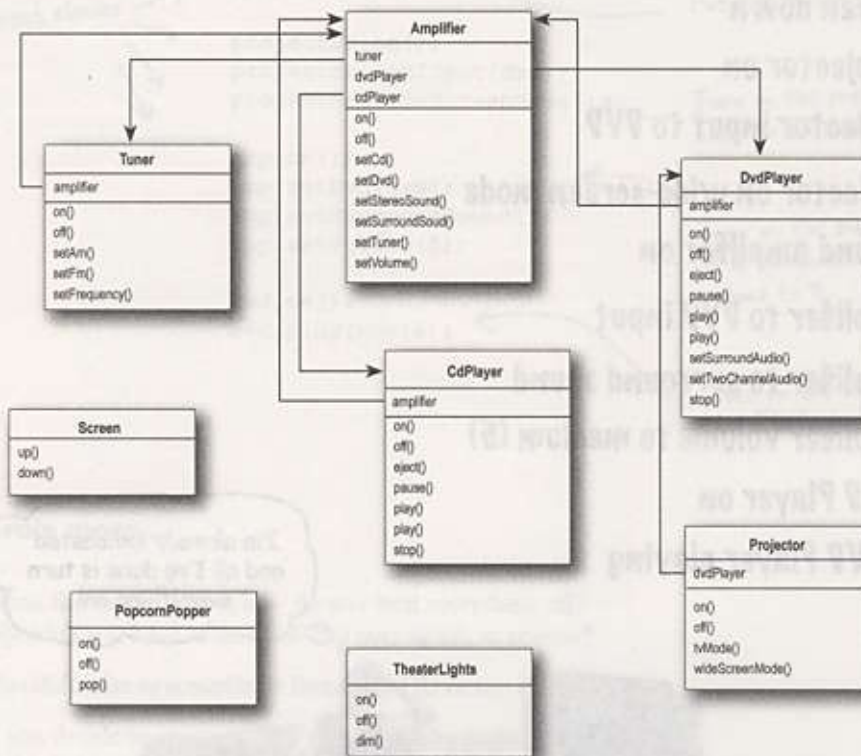 Amplifier
tuner
dvdPlayer
cdPlayer
on()
off()
setCd()
setDvd()
setStereoSound()
setSurroundSoud()
setTuner()
setVolume()
Tuner
amplifier
on()
off()
setAm()
setFm()
setFrequency()
DvdPlayer
amplifier
on()
off()
eject()
pause()
play()
play()
setSurroundAudio()
setTwoChannelAudio()
stop()
CdPlayer
amplifier
on()
off()
eject()
pause()
play()
play()
stop()
Screen
up()
down()
Projector
dvdPlayer
on()
off()
tvMode()
wideScreenMode()
PopcornPopper
on()
off()
pop()
TheaterLights
on()
off()
dim()